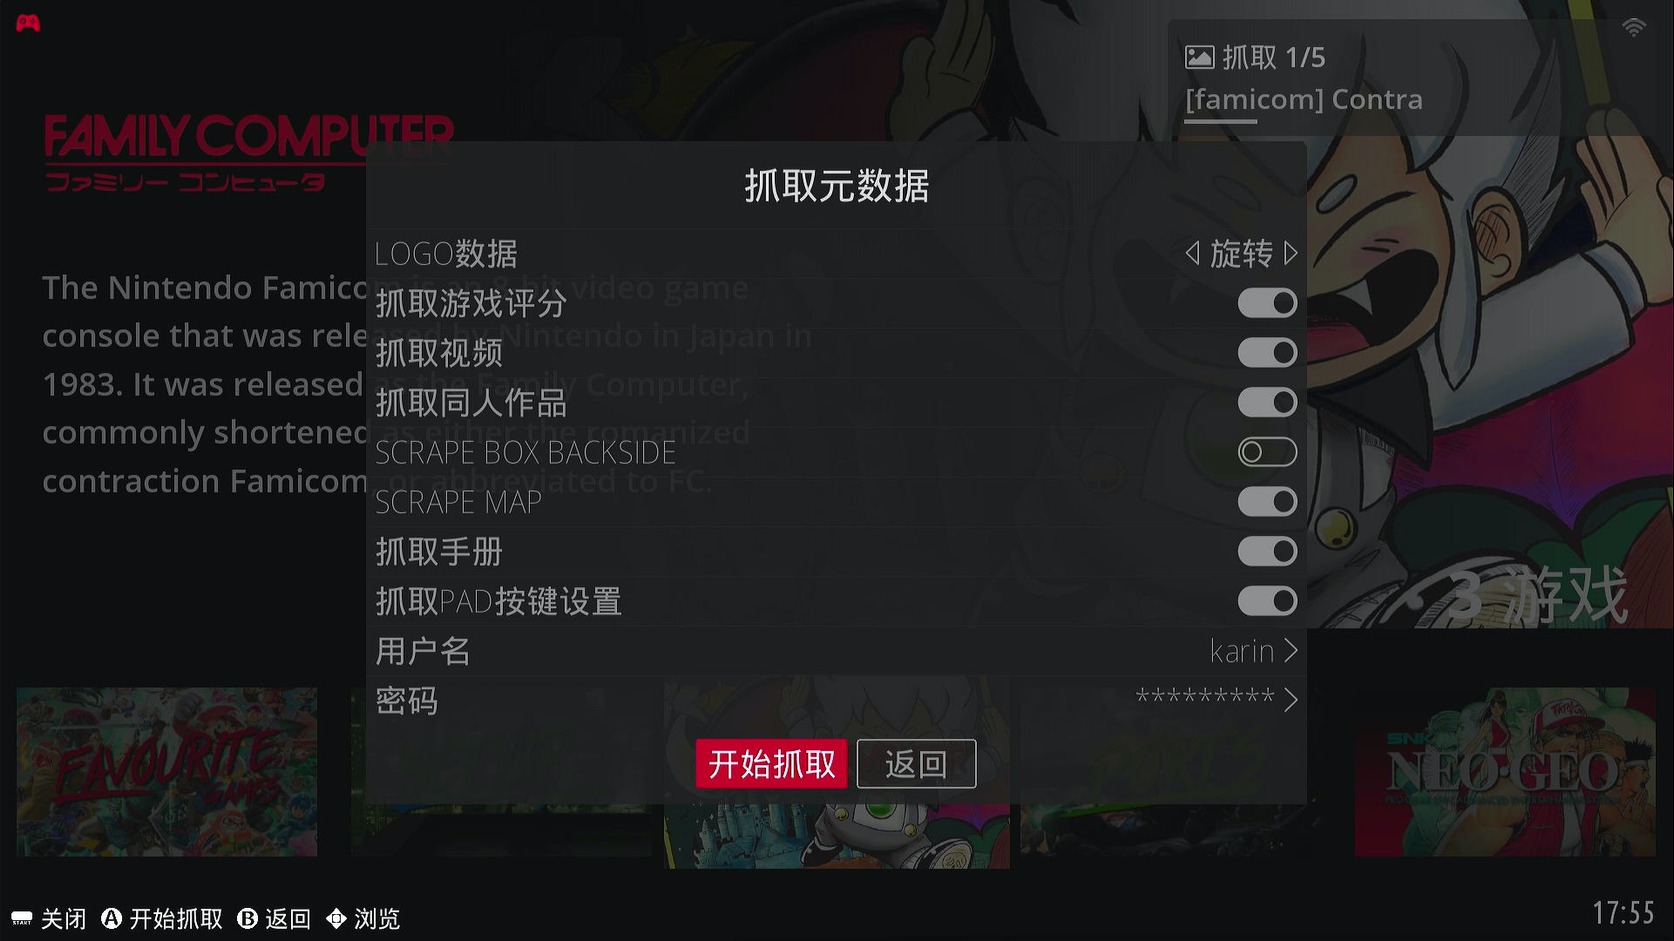 抓取 1/5
[famicom] Contra
FAMILY COMPUTER
ファミリー コンピュータ
The Nintendo Famicom is an 8-bit video game
console that was released by Nintendo in Japan in
1983. It was released as the Family Computer,
commonly shortened as either the romanized
contraction Famicom, or abbreviated to FC.
抓取元数据
LOGO数据 旋转
抓取游戏评分
抓取视频
抓取同人作品
SCRAPE BOX BACKSIDE
SCRAPE MAP
抓取手册
抓取PAD按键设置
用户名 karin
密码 *********
开始抓取 返回
3 游戏
FAVOURITE
GAMES
SNK
NEO·GEO
START 关闭 A 开始抓取 B 返回 浏览
17:55